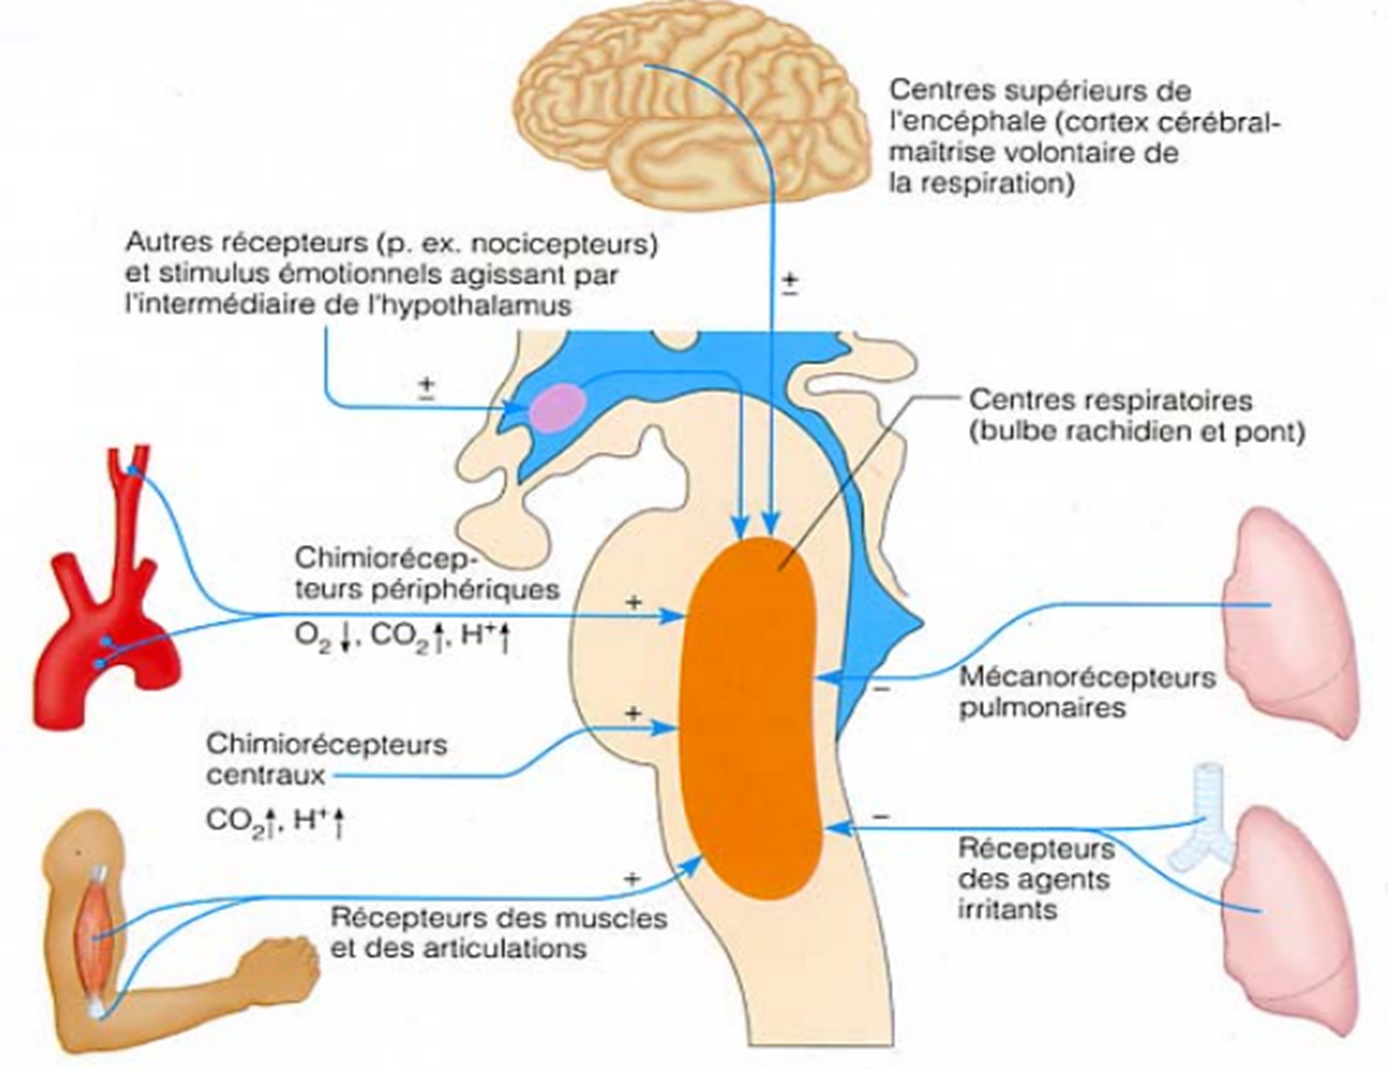 Centres supérieurs de
l'encéphale (cortex cérébral-
maîtrise volontaire de
la respiration)
Autres récepteurs (p. ex. nocicepteurs)
et stimulus émotionnels agissant par
l'intermédiaire de l'hypothalamus
±
±
Centres respiratoires
(bulbe rachidien et pont)
Chimiorécep-
teurs périphériques
+
O₂↓, CO₂↑, H⁺↑
Mécanorécepteurs
pulmonaires
−
+
Chimiorécepteurs
centraux
CO₂↑, H⁺↑
−
Récepteurs
des agents
irritants
+
Récepteurs des muscles
et des articulations